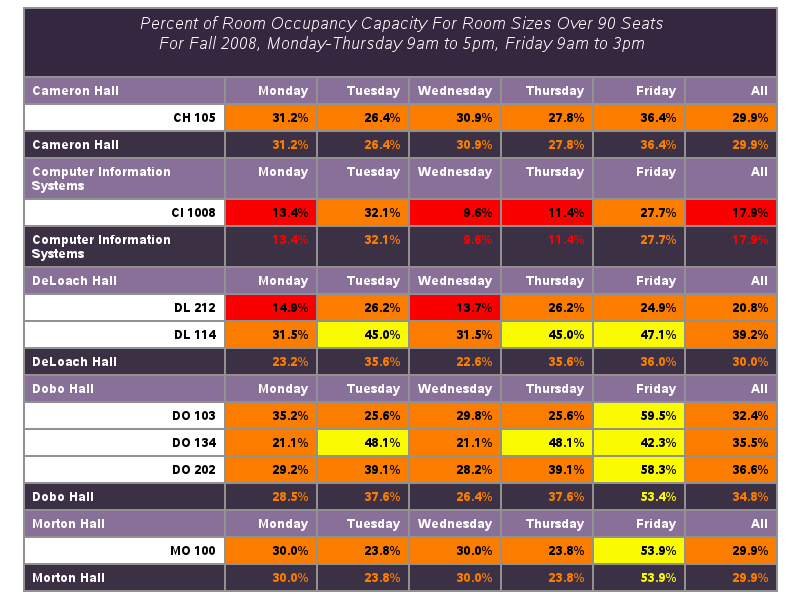 Percent of Room Occupancy Capacity For Room Sizes Over 90 Seats
For Fall 2008, Monday-Thursday 9am to 5pm, Friday 9am to 3pm
Cameron Hall Monday Tuesday Wednesday Thursday Friday All
CH 105 31.2% 26.4% 30.9% 27.8% 36.4% 29.9%
Cameron Hall 31.2% 26.4% 30.9% 27.8% 36.4% 29.9%
Computer Information Monday Tuesday Wednesday Thursday Friday All
Systems
CI 1008 13.4% 32.1% 9.6% 11.4% 27.7% 17.9%
Computer Information 13.4% 32.1% 9.6% 11.4% 27.7% 17.9%
Systems
DeLoach Hall Monday Tuesday Wednesday Thursday Friday All
DL 212 14.9% 26.2% 13.7% 26.2% 24.9% 20.8%
DL 114 31.5% 45.0% 31.5% 45.0% 47.1% 39.2%
DeLoach Hall 23.2% 35.6% 22.6% 35.6% 36.0% 30.0%
Dobo Hall Monday Tuesday Wednesday Thursday Friday All
DO 103 35.2% 25.6% 29.8% 25.6% 59.5% 32.4%
DO 134 21.1% 48.1% 21.1% 48.1% 42.3% 35.5%
DO 202 29.2% 39.1% 28.2% 39.1% 58.3% 36.6%
Dobo Hall 28.5% 37.6% 26.4% 37.6% 53.4% 34.8%
Morton Hall Monday Tuesday Wednesday Thursday Friday All
MO 100 30.0% 23.8% 30.0% 23.8% 53.9% 29.9%
Morton Hall 30.0% 23.8% 30.0% 23.8% 53.9% 29.9%